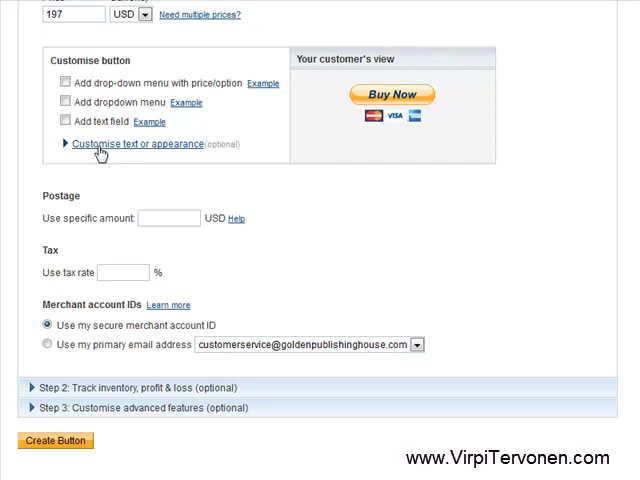 197 USD Need multiple prices?
Customise button
Your customer's view
Add drop-down menu with price/option Example
Add dropdown menu Example
Add text field Example
Customise text or appearance(optional)
Buy Now
VISA
Postage
Use specific amount: USD Help
Tax
Use tax rate %
Merchant account IDs Learn more
Use my secure merchant account ID
Use my primary email address customerservice@goldenpublishinghouse.com
Step 2: Track inventory, profit & loss (optional)
Step 3: Customise advanced features (optional)
Create Button
www.VirpiTervonen.com